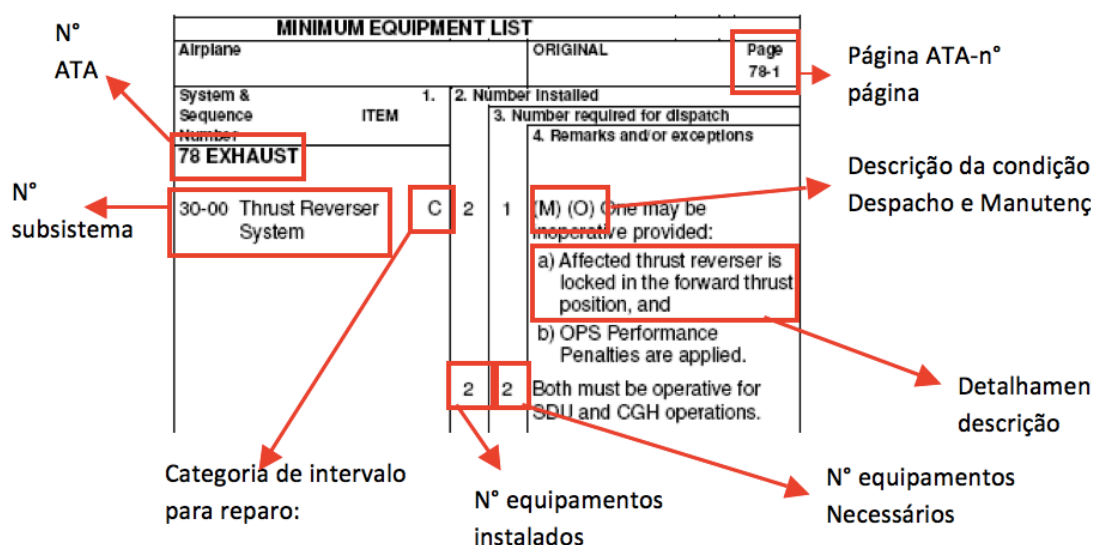 MINIMUM EQUIPMENT LIST
Airplane
ORIGINAL
Page
78-1
System & 1.
Sequence ITEM
Number
2. Number Installed
3. Number required for dispatch
4. Remarks and/or exceptions
78 EXHAUST
30-00 Thrust Reverser C 2 1 (M) (O) One may be
System inoperative provided:
a) Affected thrust reverser is
locked in the forward thrust
position, and
b) OPS Performance
Penalties are applied.
2 2 Both must be operative for
SDU and CGH operations.
N°
ATA
N°
subsistema
Categoria de intervalo
para reparo:
N° equipamentos
instalados
N° equipamentos
Necessários
Página ATA-n°
página
Descrição da condição
Despacho e Manutenç
Detalhamen
descrição